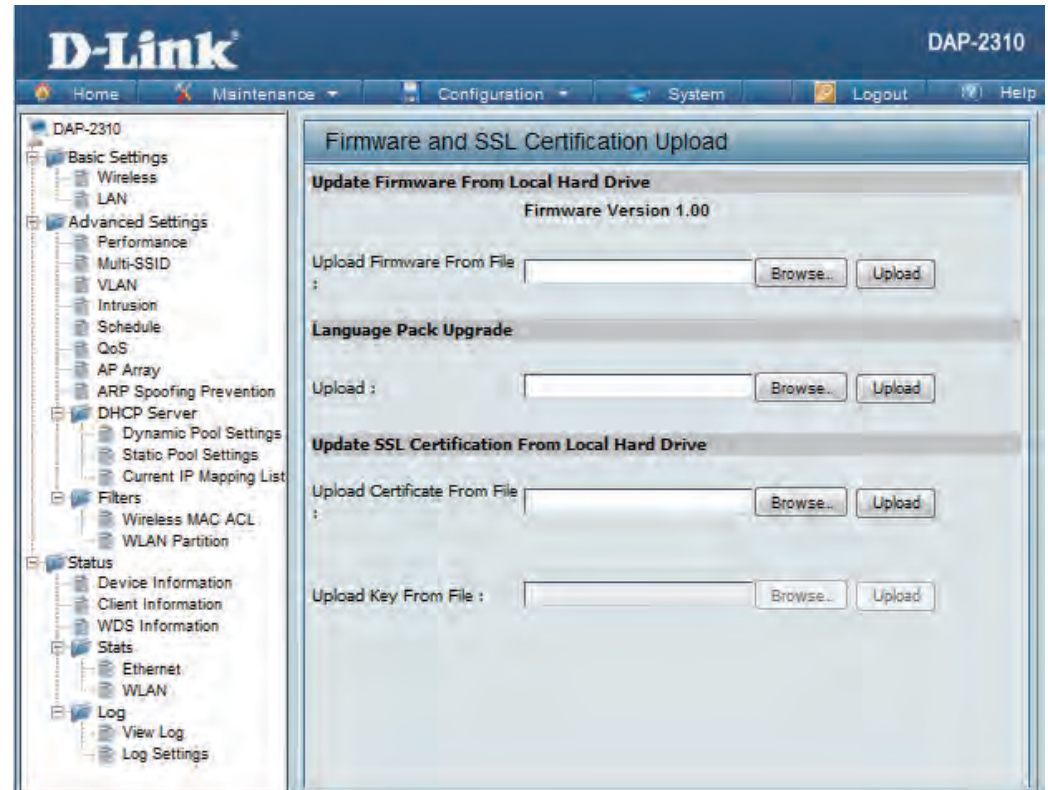 D-Link
DAP-2310
Home
Maintenance
Configuration
System
Logout
Help
DAP-2310
Basic Settings
Wireless
LAN
Advanced Settings
Performance
Multi-SSID
VLAN
Intrusion
Schedule
QoS
AP Array
ARP Spoofing Prevention
DHCP Server
Dynamic Pool Settings
Static Pool Settings
Current IP Mapping List
Filters
Wireless MAC ACL
WLAN Partition
Status
Device Information
Client Information
WDS Information
Stats
Ethernet
WLAN
Log
View Log
Log Settings
Firmware and SSL Certification Upload
Update Firmware From Local Hard Drive
Firmware Version 1.00
Upload Firmware From File
:
Browse..
Upload
Language Pack Upgrade
Upload :
Browse..
Upload
Update SSL Certification From Local Hard Drive
Upload Certificate From File
:
Browse..
Upload
Upload Key From File :
Browse..
Upload